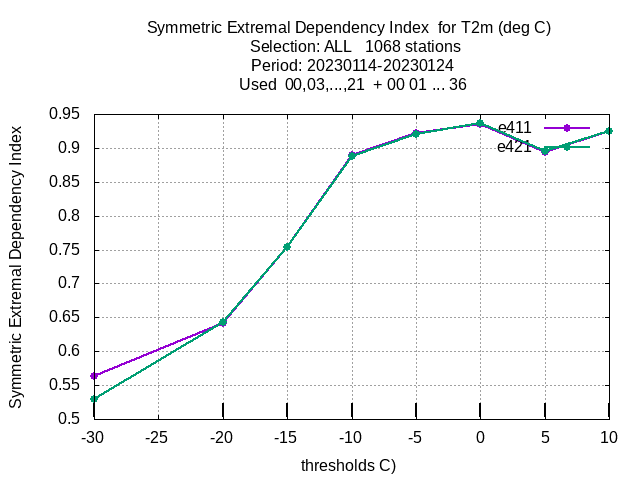 Symmetric Extremal Dependency Index  for T2m (deg C)
Selection: ALL   1068 stations
Period: 20230114-20230124
Used  00,03,...,21  + 00 01 ... 36
Symmetric Extremal Dependency Index
0.95
0.9
0.85
0.8
0.75
0.7
0.65
0.6
0.55
0.5
e411
e421
-30 -25 -20 -15 -10 -5 0 5 10
thresholds C)